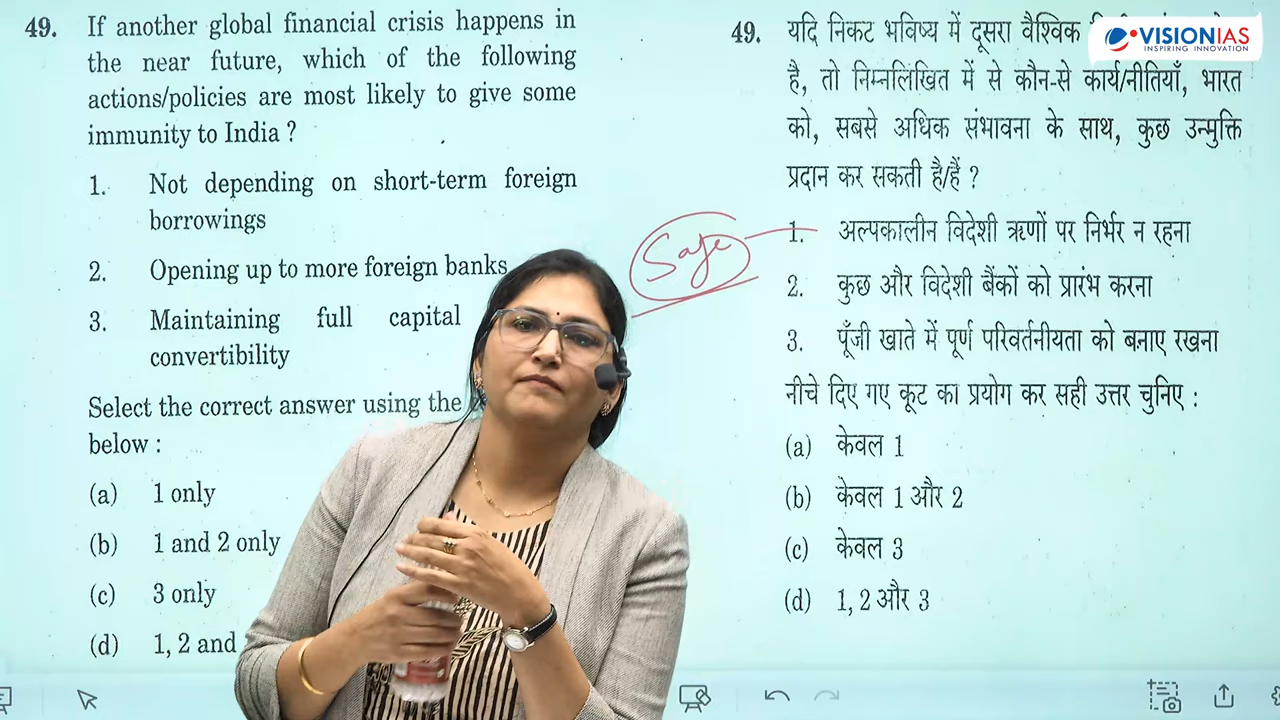 49. If another global financial crisis happens in
the near future, which of the following
actions/policies are most likely to give some
immunity to India ?
1. Not depending on short-term foreign
borrowings
2. Opening up to more foreign banks
3. Maintaining full capital
convertibility
Select the correct answer using the
below :
(a) 1 only
(b) 1 and 2 only
(c) 3 only
(d) 1, 2 and
Safe
49. यदि निकट भविष्य में दूसरा वैश्विक
है, तो निम्नलिखित में से कौन-से कार्य/नीतियाँ, भारत
को, सबसे अधिक संभावना के साथ, कुछ उन्मुक्ति
प्रदान कर सकती है/हैं ?
1. अल्पकालीन विदेशी ऋणों पर निर्भर न रहना
2. कुछ और विदेशी बैंकों को प्रारंभ करना
3. पूँजी खाते में पूर्ण परिवर्तनीयता को बनाए रखना
नीचे दिए गए कूट का प्रयोग कर सही उत्तर चुनिए :
(a) केवल 1
(b) केवल 1 और 2
(c) केवल 3
(d) 1, 2 और 3
VISIONIAS
INSPIRING INNOVATION